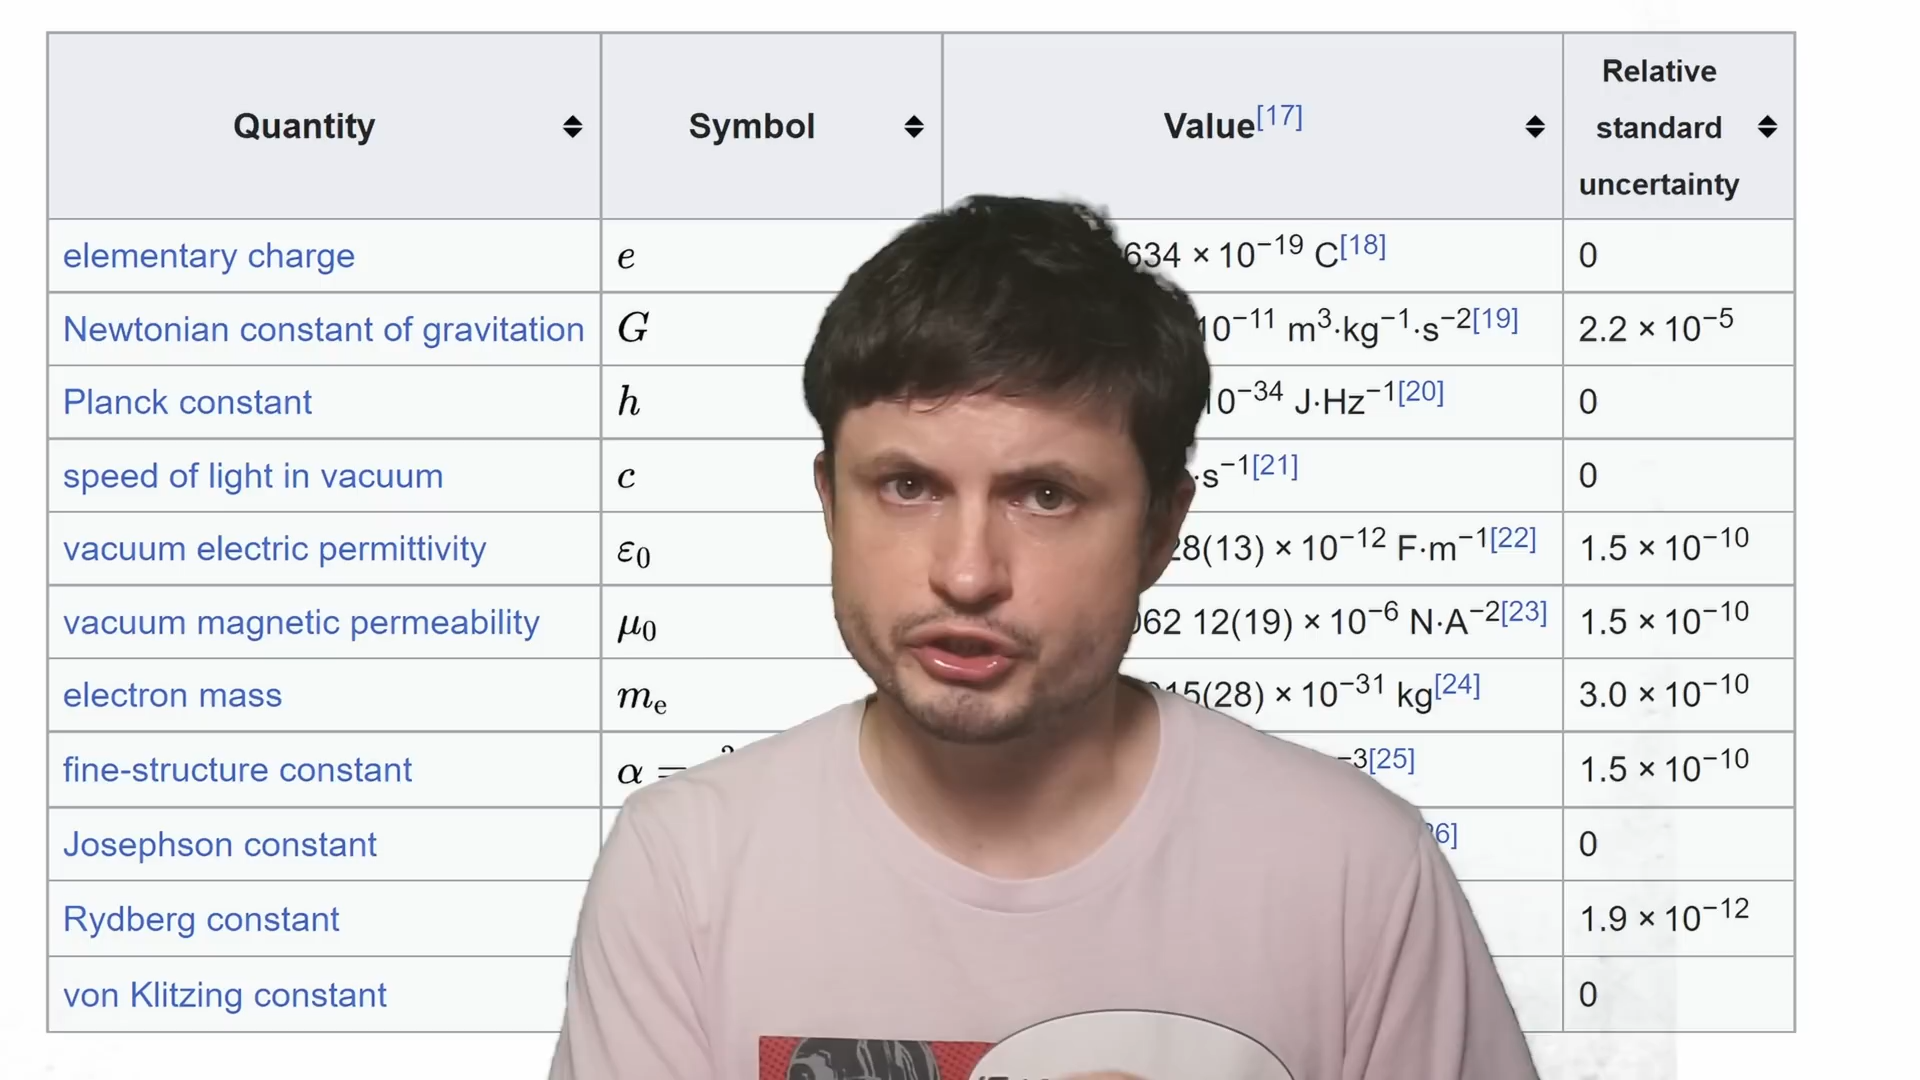 Quantity Symbol Value[17] Relative standard uncertainty
elementary charge e 634 × 10⁻¹⁹ C[18] 0
Newtonian constant of gravitation G 10⁻¹¹ m³·kg⁻¹·s⁻²[19] 2.2 × 10⁻⁵
Planck constant h 10⁻³⁴ J·Hz⁻¹[20] 0
speed of light in vacuum c ·s⁻¹[21] 0
vacuum electric permittivity ε₀ 28(13) × 10⁻¹² F·m⁻¹[22] 1.5 × 10⁻¹⁰
vacuum magnetic permeability μ₀ 062 12(19) × 10⁻⁶ N·A⁻²[23] 1.5 × 10⁻¹⁰
electron mass mₑ 915(28) × 10⁻³¹ kg[24] 3.0 × 10⁻¹⁰
fine-structure constant α = ⁻³[25] 1.5 × 10⁻¹⁰
Josephson constant 26] 0
Rydberg constant 1.9 × 10⁻¹²
von Klitzing constant 0